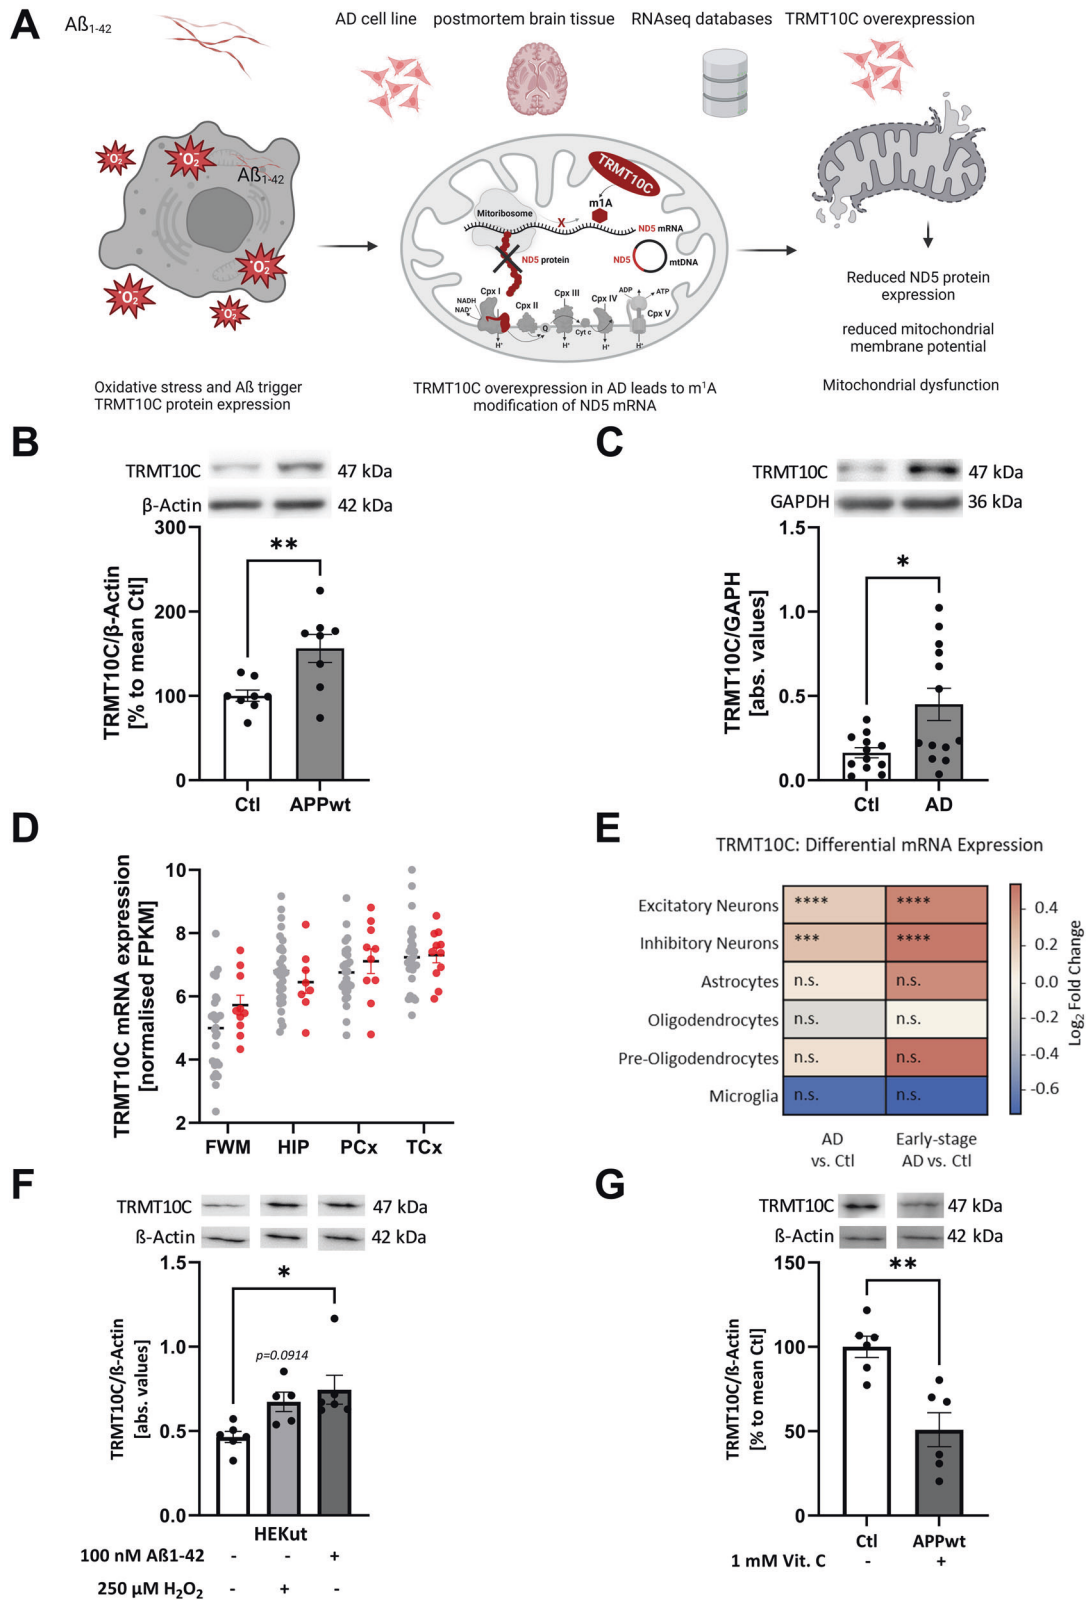 A
Aß1-42
AD cell line
postmortem brain tissue
RNAseq databases
TRMT10C overexpression
·O₂⁻
·O₂⁻
Aß1-42
·O₂⁻
·O₂⁻
·O₂⁻
TRMT10C
m1A
Mitoribosome
X
ND5 mRNA
ND5 protein
ND5
mtDNA
Cpx I
Cpx II
Cpx III
Cpx IV
Cpx V
NADH
NAD⁺
Q
Cyt c
ADP
ATP
H⁺
H⁺
H⁺
H⁺
Reduced ND5 protein
expression
reduced mitochondrial
membrane potential
Mitochondrial dysfunction
Oxidative stress and Aß trigger
TRMT10C protein expression
TRMT10C overexpression in AD leads to m¹A
modification of ND5 mRNA
B
TRMT10C
47 kDa
β-Actin
42 kDa
TRMT10C/β-Actin
[% to mean Ctl]
300
200
100
0
**
Ctl
APPwt
C
TRMT10C
47 kDa
GAPDH
36 kDa
TRMT10C/GAPH
[abs. values]
1.5
1.0
0.5
0.0
*
Ctl
AD
D
TRMT10C mRNA expression
[normalised FPKM]
10
8
6
4
2
FWM
HIP
PCx
TCx
E
TRMT10C: Differential mRNA Expression
Excitatory Neurons
****
****
Inhibitory Neurons
***
****
Astrocytes
n.s.
n.s.
Oligodendrocytes
n.s.
n.s.
Pre-Oligodendrocytes
n.s.
n.s.
Microglia
n.s.
n.s.
AD
vs. Ctl
Early-stage
AD vs. Ctl
0.4
0.2
0.0
-0.2
-0.4
-0.6
Log₂ Fold Change
F
TRMT10C
47 kDa
ß-Actin
42 kDa
TRMT10C/ß-Actin
[abs. values]
1.5
1.0
0.5
0.0
*
p=0.0914
HEKut
100 nM Aß1-42 - - +
250 µM H₂O₂ - + -
G
TRMT10C
47 kDa
ß-Actin
42 kDa
TRMT10C/ß-Actin
[% to mean Ctl]
150
100
50
0
**
Ctl
APPwt
1 mM Vit. C - +